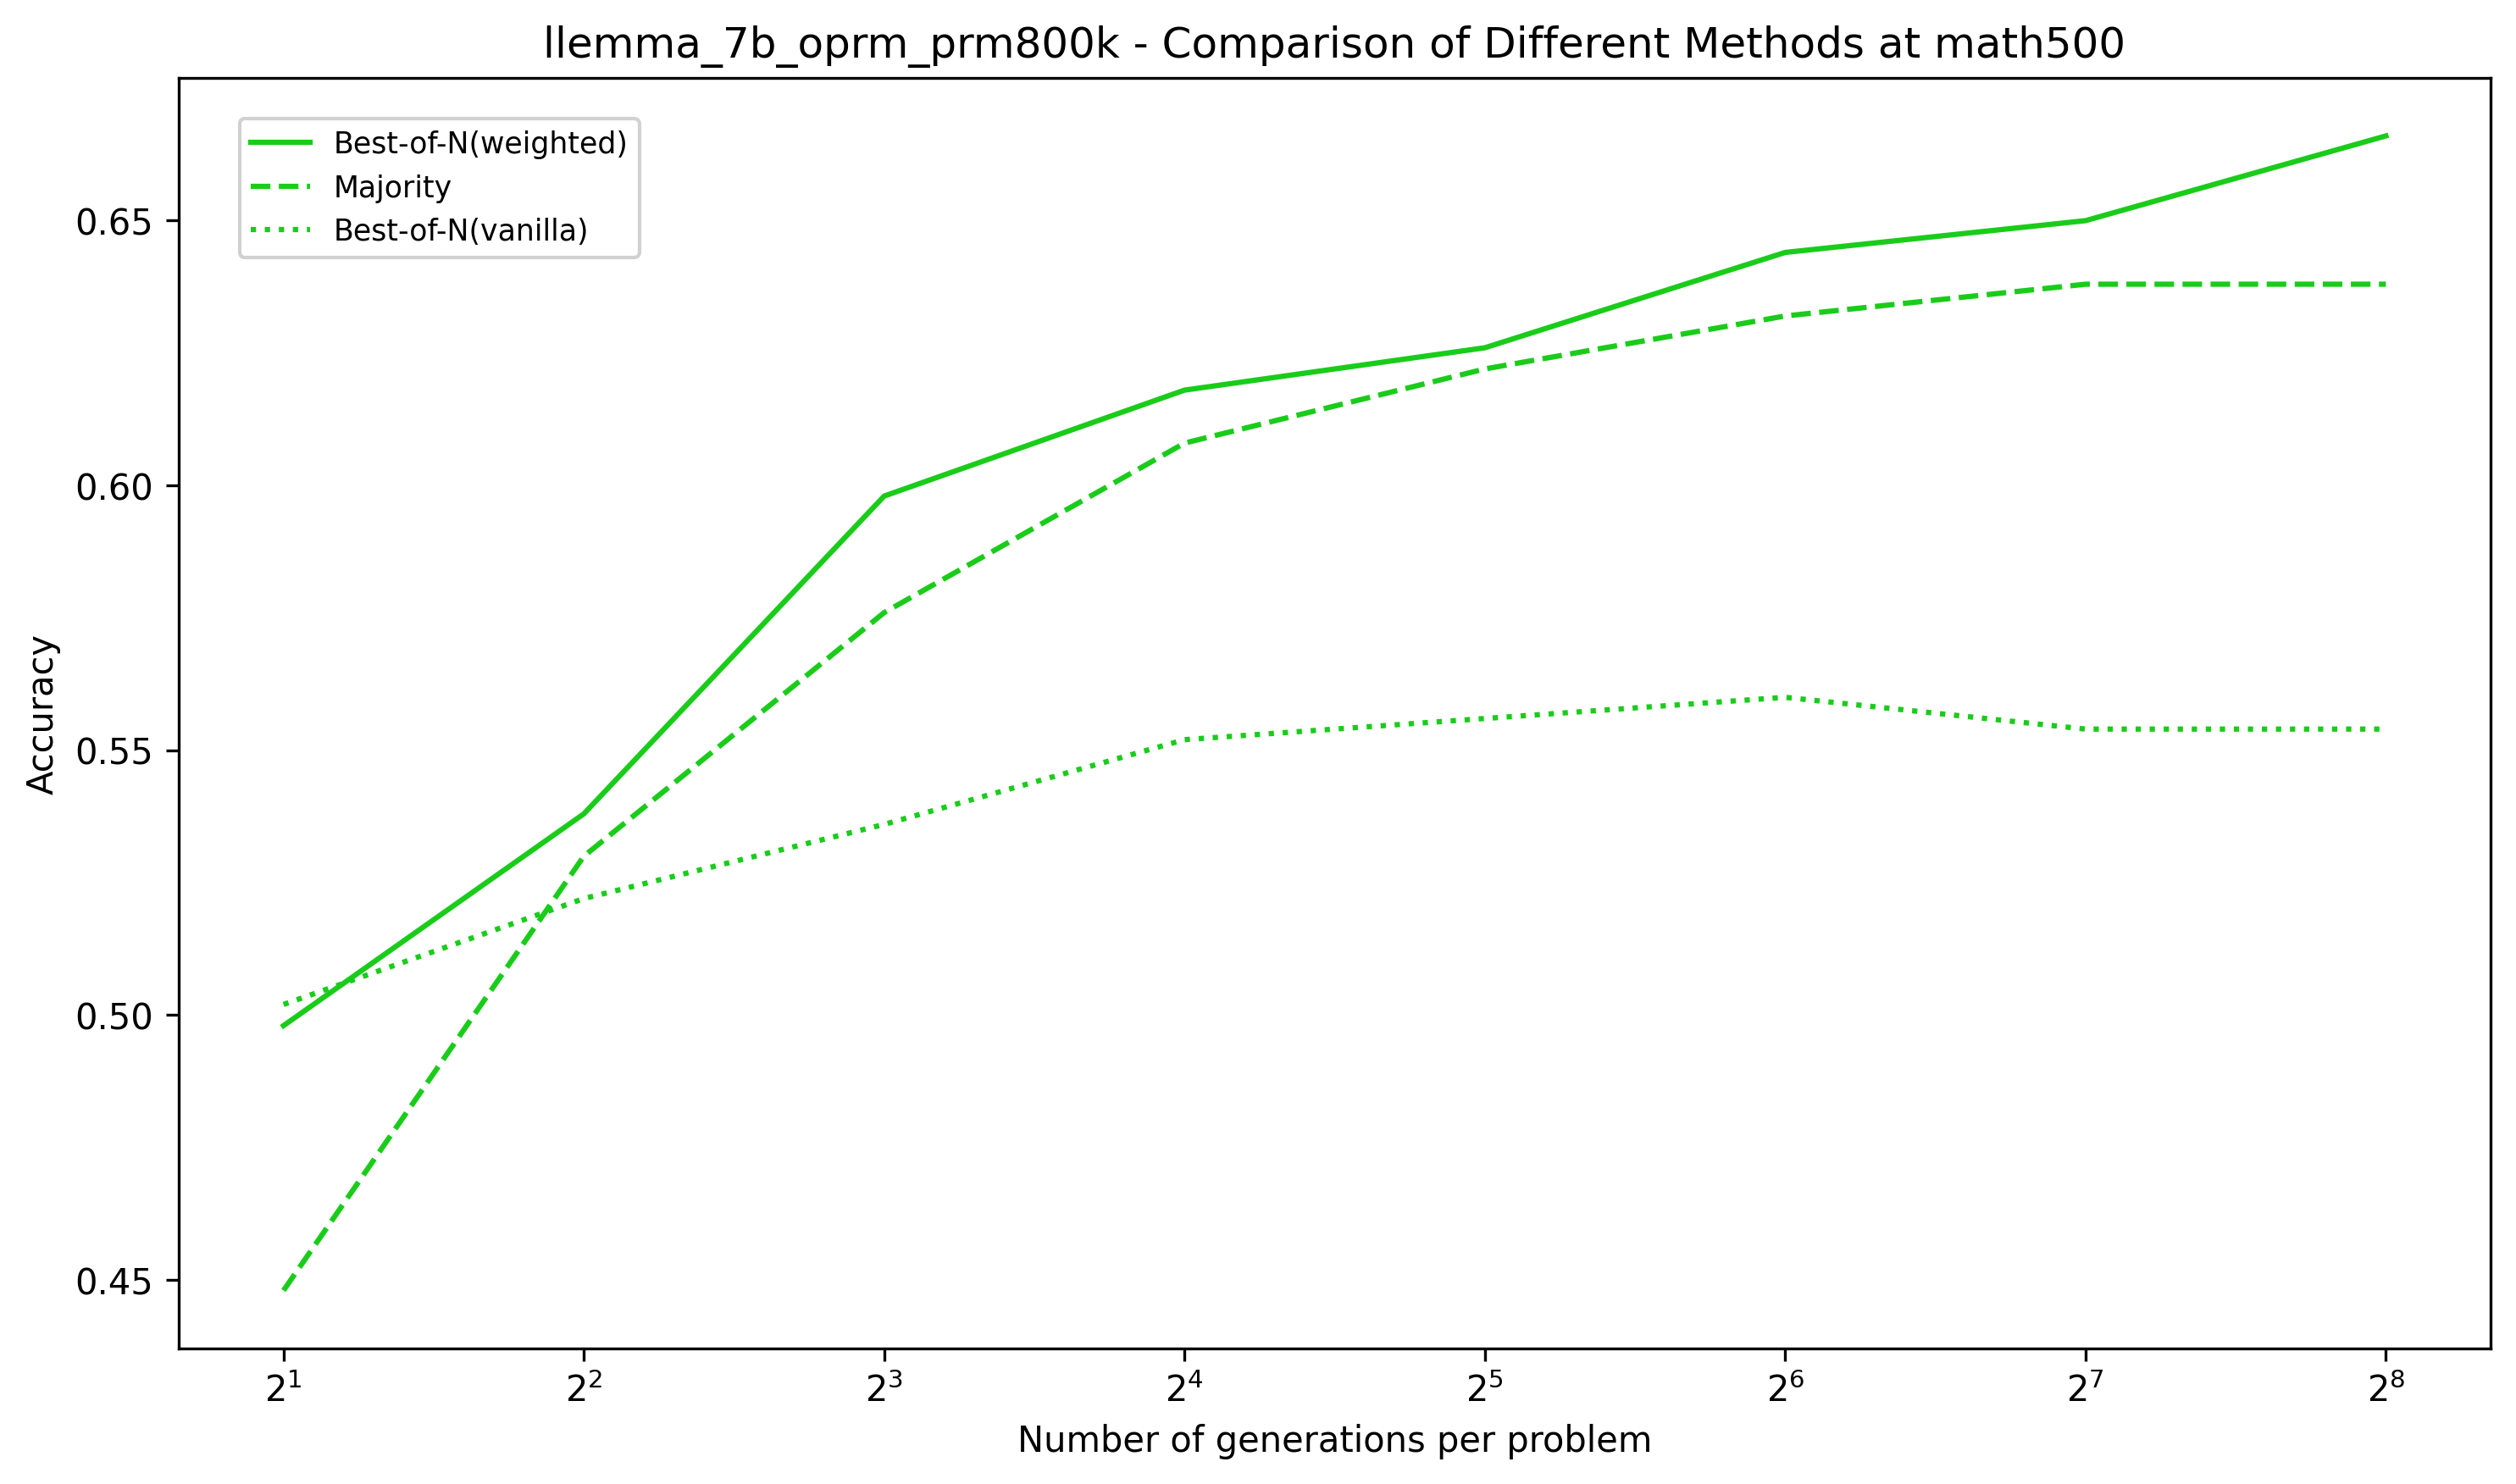 llemma_7b_oprm_prm800k - Comparison of Different Methods at math500
Best-of-N(weighted)
Majority
Best-of-N(vanilla)
0.65
0.60
0.55
0.50
0.45
Accuracy
2¹ 2² 2³ 2⁴ 2⁵ 2⁶ 2⁷ 2⁸
Number of generations per problem